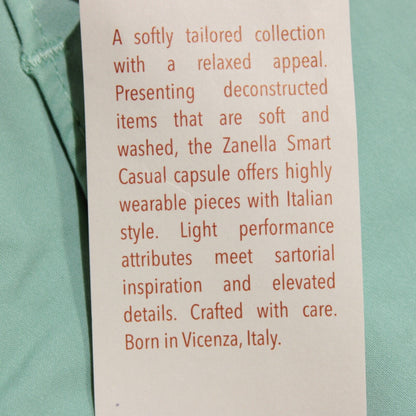 A softly tailored collection
with a relaxed appeal.
Presenting deconstructed
items that are soft and
washed, the Zanella Smart
Casual capsule offers highly
wearable pieces with Italian
style. Light performance
attributes meet sartorial
inspiration and elevated
details. Crafted with care.
Born in Vicenza, Italy.